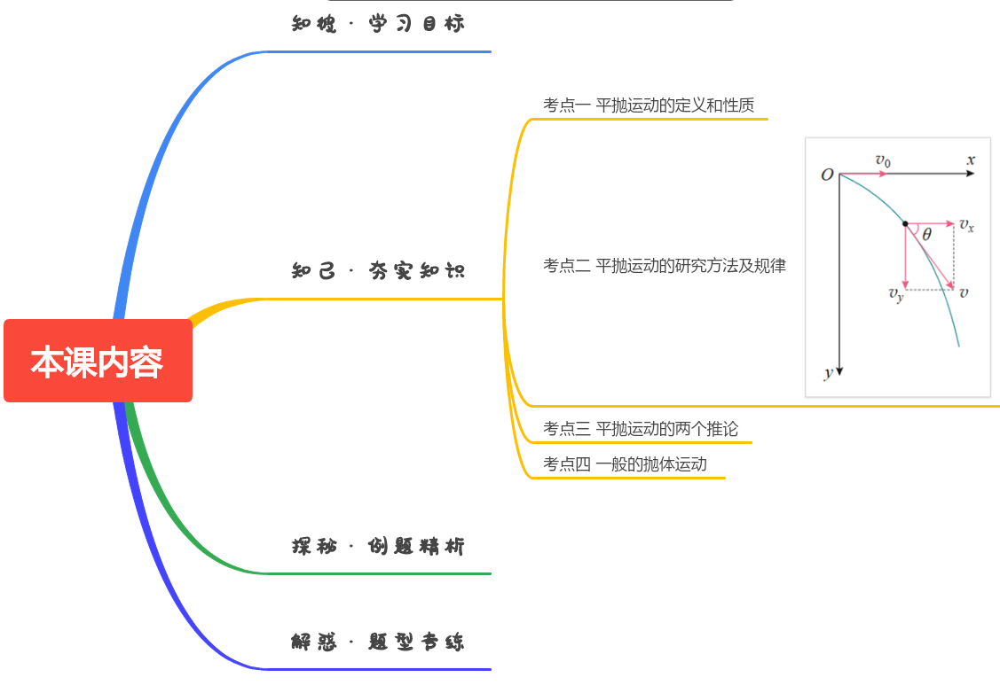 知彼·学习目标
考点一 平抛运动的定义和性质
v₀
x
O
vₓ
θ
知己·夯实知识
考点二 平抛运动的研究方法及规律
v_y
v
本课内容
y
考点三 平抛运动的两个推论
考点四 一般的抛体运动
探秘·例题精析
解惑·题型专练